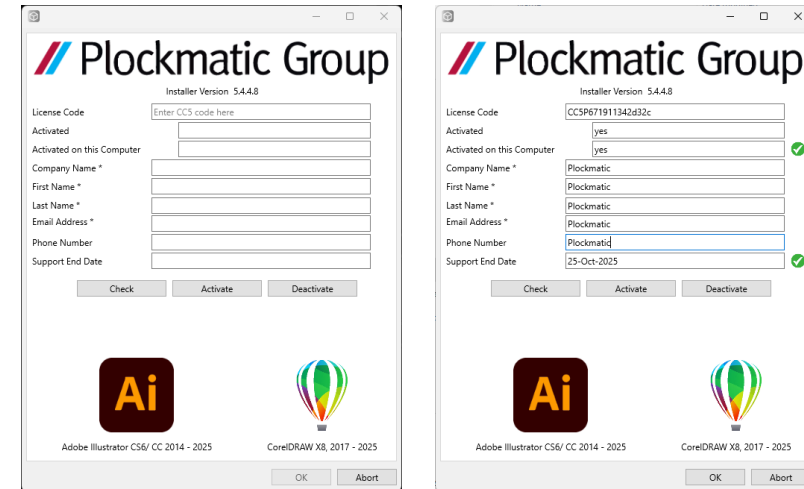 Plockmatic Group
Installer Version 5.4.4.8
License Code Enter CC5 code here
Activated
Activated on this Computer
Company Name *
First Name *
Last Name *
Email Address *
Phone Number
Support End Date
Check Activate Deactivate
Ai
Adobe Illustrator CS6/ CC 2014 - 2025 CorelDRAW X8, 2017 - 2025
OK Abort
Plockmatic Group
Installer Version 5.4.4.8
License Code CC5P671911342d32c
Activated yes
Activated on this Computer yes
Company Name * Plockmatic
First Name * Plockmatic
Last Name * Plockmatic
Email Address * Plockmatic
Phone Number Plockmatic
Support End Date 25-Oct-2025
Check Activate Deactivate
Ai
Adobe Illustrator CS6/ CC 2014 - 2025 CorelDRAW X8, 2017 - 2025
OK Abort